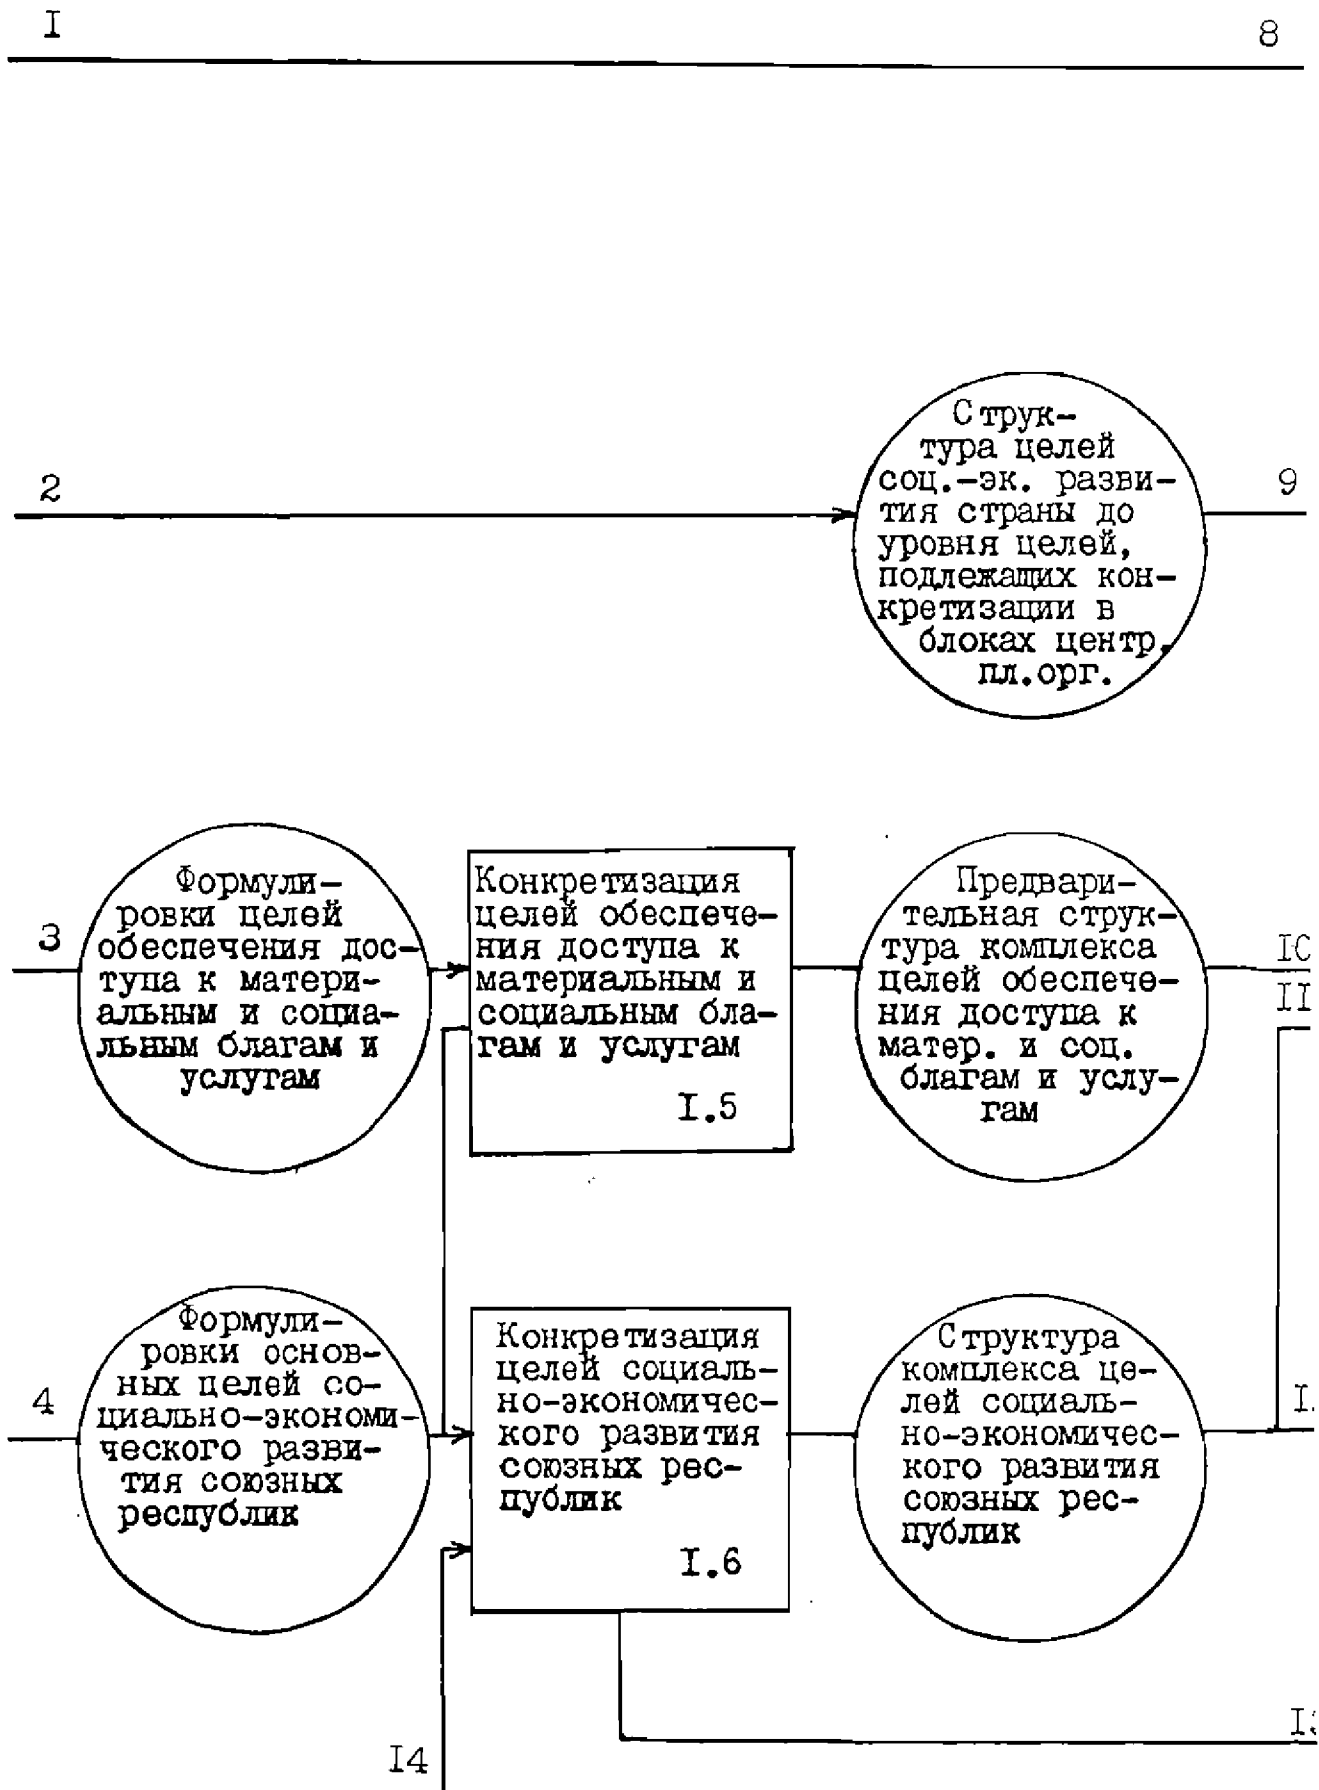 I
8
С трук-
тура целей
соц.-эк. разви-
тия страны до
уровня целей,
подлежащих кон-
кретизации в
блоках центр.
пл.орг.
2
9
Формули-
ровки целей
обеспечения дос-
тупа к матери-
альным и социа-
льным благам и
услугам
3
Конкретизация
целей обеспече-
ния доступа к
материальным и
социальным бла-
гам и услугам
I.5
Предвари-
тельная струк-
тура комплекса
целей обеспече-
ния доступа к
матер. и соц.
благам и услу-
гам
II
Формули-
ровки основ-
ных целей со-
циально-экономи-
ческого разви-
тия союзных
республик
4
Конкретизация
целей социаль-
но-экономичес-
кого развития
союзных рес-
публик
I.6
Структура
комплекса це-
лей социаль-
но-экономичес-
кого развития
союзных рес-
публик
I4